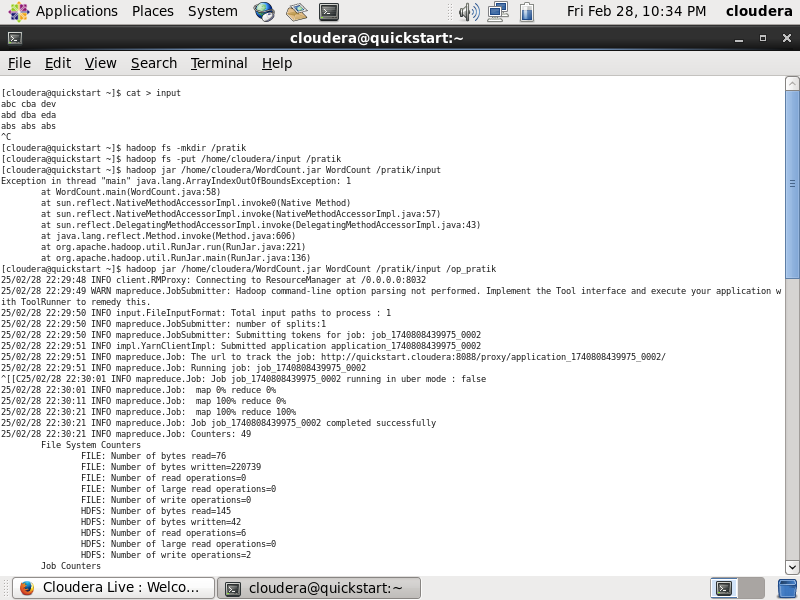 Applications Places System Fri Feb 28, 10:34 PM cloudera
cloudera@quickstart:~
File Edit View Search Terminal Help
[cloudera@quickstart ~]$ cat > input
abc cba dev
abd dba eda
abs abs abs
^C
[cloudera@quickstart ~]$ hadoop fs -mkdir /pratik
[cloudera@quickstart ~]$ hadoop fs -put /home/cloudera/input /pratik
[cloudera@quickstart ~]$ hadoop jar /home/cloudera/WordCount.jar WordCount /pratik/input
Exception in thread "main" java.lang.ArrayIndexOutOfBoundsException: 1
at WordCount.main(WordCount.java:58)
at sun.reflect.NativeMethodAccessorImpl.invoke0(Native Method)
at sun.reflect.NativeMethodAccessorImpl.invoke(NativeMethodAccessorImpl.java:57)
at sun.reflect.DelegatingMethodAccessorImpl.invoke(DelegatingMethodAccessorImpl.java:43)
at java.lang.reflect.Method.invoke(Method.java:606)
at org.apache.hadoop.util.RunJar.run(RunJar.java:221)
at org.apache.hadoop.util.RunJar.main(RunJar.java:136)
[cloudera@quickstart ~]$ hadoop jar /home/cloudera/WordCount.jar WordCount /pratik/input /op_pratik
25/02/28 22:29:48 INFO client.RMProxy: Connecting to ResourceManager at /0.0.0.0:8032
25/02/28 22:29:49 WARN mapreduce.JobSubmitter: Hadoop command-line option parsing not performed. Implement the Tool interface and execute your application w
ith ToolRunner to remedy this.
25/02/28 22:29:50 INFO input.FileInputFormat: Total input paths to process : 1
25/02/28 22:29:50 INFO mapreduce.JobSubmitter: number of splits:1
25/02/28 22:29:50 INFO mapreduce.JobSubmitter: Submitting tokens for job: job_1740808439975_0002
25/02/28 22:29:51 INFO impl.YarnClientImpl: Submitted application application_1740808439975_0002
25/02/28 22:29:51 INFO mapreduce.Job: The url to track the job: http://quickstart.cloudera:8088/proxy/application_1740808439975_0002/
25/02/28 22:29:51 INFO mapreduce.Job: Running job: job_1740808439975_0002
^[[C25/02/28 22:30:01 INFO mapreduce.Job: Job job_1740808439975_0002 running in uber mode : false
25/02/28 22:30:01 INFO mapreduce.Job:  map 0% reduce 0%
25/02/28 22:30:11 INFO mapreduce.Job:  map 100% reduce 0%
25/02/28 22:30:21 INFO mapreduce.Job:  map 100% reduce 100%
25/02/28 22:30:21 INFO mapreduce.Job: Job job_1740808439975_0002 completed successfully
25/02/28 22:30:21 INFO mapreduce.Job: Counters: 49
File System Counters
FILE: Number of bytes read=76
FILE: Number of bytes written=220739
FILE: Number of read operations=0
FILE: Number of large read operations=0
FILE: Number of write operations=0
HDFS: Number of bytes read=145
HDFS: Number of bytes written=42
HDFS: Number of read operations=6
HDFS: Number of large read operations=0
HDFS: Number of write operations=2
Job Counters
Cloudera Live : Welco... cloudera@quickstart:~